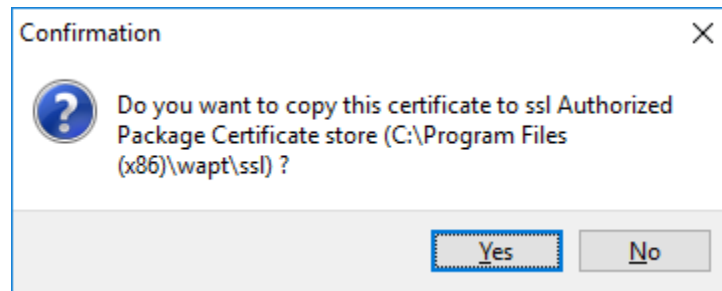 Confirmation
Do you want to copy this certificate to ssl Authorized
Package Certificate store (C:\Program Files
(x86)\wapt\ssl) ?
Yes No